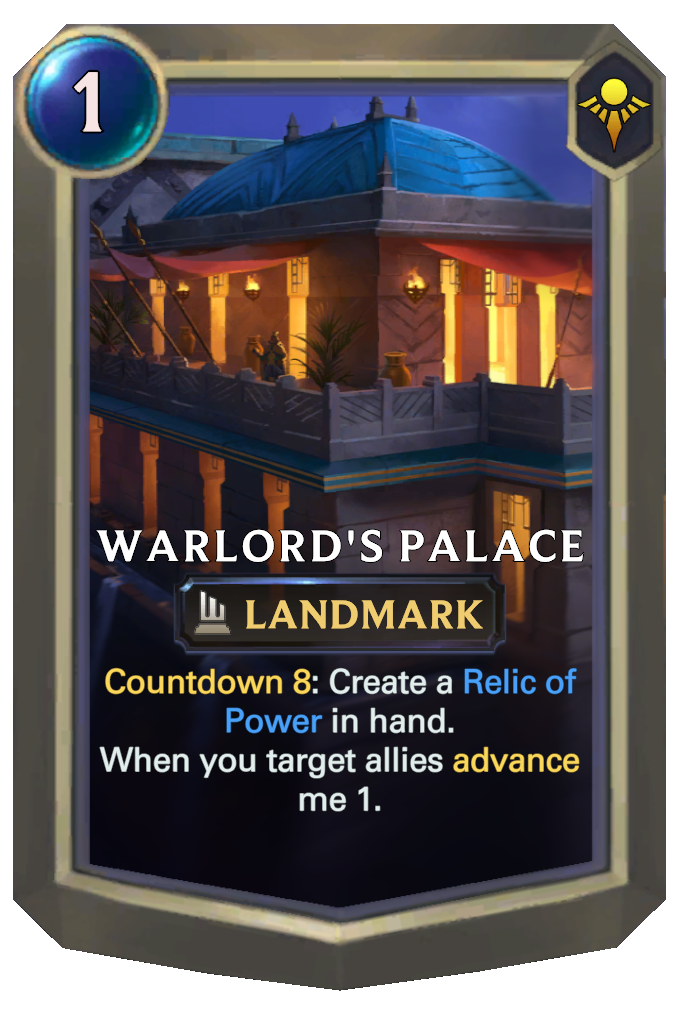 1
WARLORD'S PALACE
LANDMARK
Countdown 8: Create a Relic of
Power in hand.
When you target allies advance
me 1.